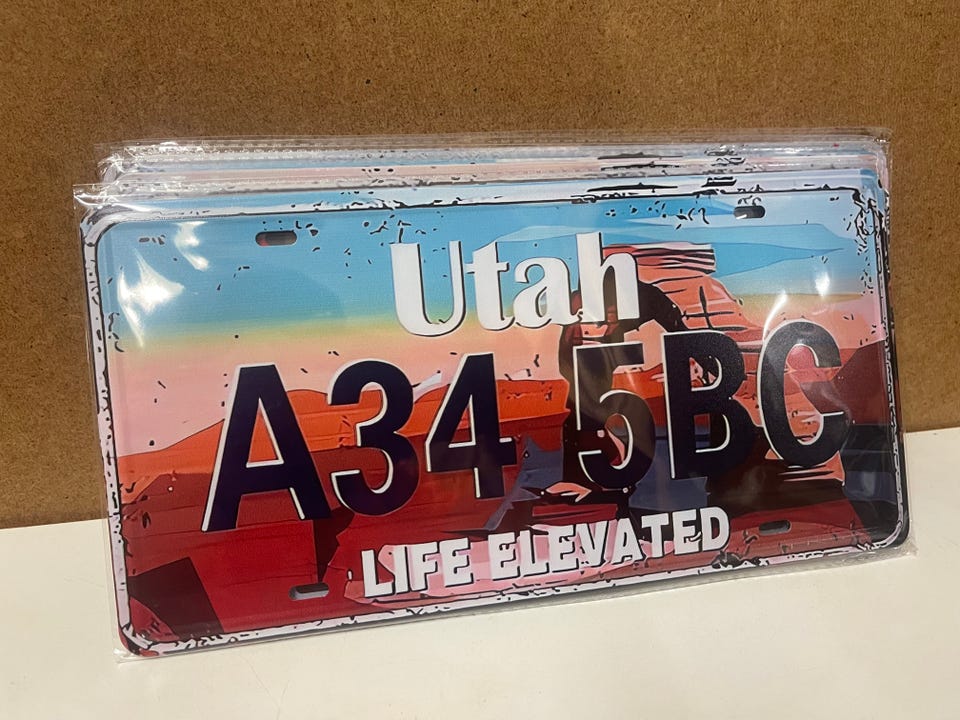 Utah
A34 5BC
LIFE ELEVATED